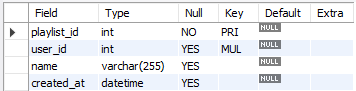 Field Type Null Key Default Extra
playlist_id int NO PRI NULL
user_id int YES MUL NULL
name varchar(255) YES NULL
created_at datetime YES NULL